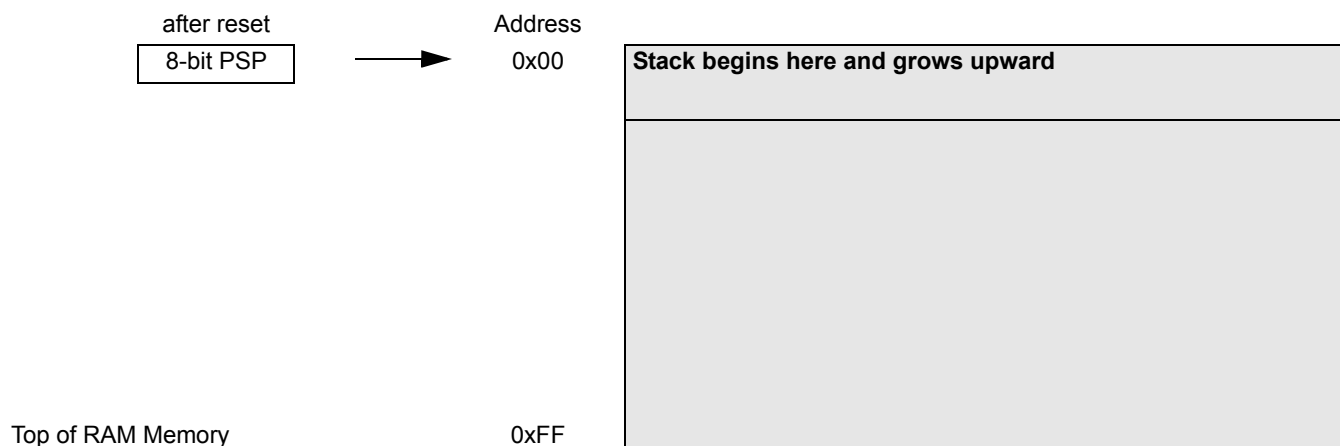 after reset Address
8-bit PSP 0x00 Stack begins here and grows upward
Top of RAM Memory 0xFF